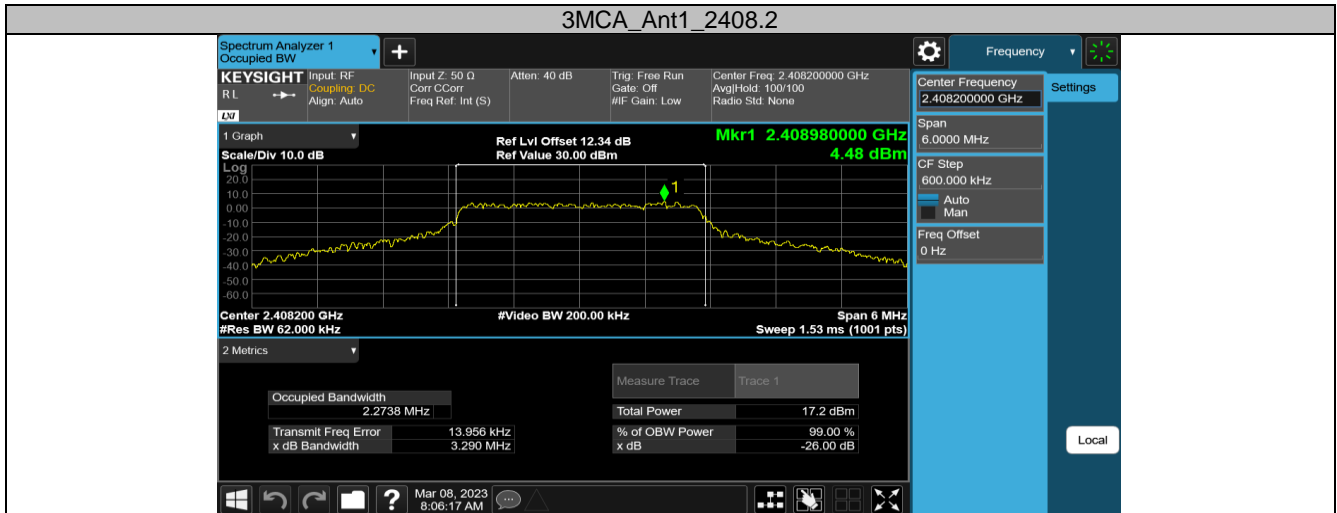 3MCA_Ant1_2408.2
Spectrum Analyzer 1
Occupied BW
Frequency
KEYSIGHT
R L
LXI
Input: RF
Coupling: DC
Align: Auto
Input Z: 50 Ω
Corr CCorr
Freq Ref: Int (S)
Atten: 40 dB
Trig: Free Run
Gate: Off
#IF Gain: Low
Center Freq: 2.408200000 GHz
Avg|Hold: 100/100
Radio Std: None
Center Frequency
2.408200000 GHz
Settings
Span
6.0000 MHz
CF Step
600.000 kHz
Auto
Man
Freq Offset
0 Hz
1 Graph
Scale/Div 10.0 dB
Ref Lvl Offset 12.34 dB
Ref Value 30.00 dBm
Mkr1 2.408980000 GHz
4.48 dBm
Log
20.0
10.0
0.00
-10.0
-20.0
-30.0
-40.0
-50.0
-60.0
1
Center 2.408200 GHz
#Video BW 200.00 kHz
Span 6 MHz
#Res BW 62.000 kHz
Sweep 1.53 ms (1001 pts)
2 Metrics
Measure Trace Trace 1
Occupied Bandwidth
2.2738 MHz
Total Power 17.2 dBm
Transmit Freq Error 13.956 kHz
% of OBW Power 99.00 %
x dB Bandwidth 3.290 MHz
x dB -26.00 dB
Local
?
Mar 08, 2023
8:06:17 AM